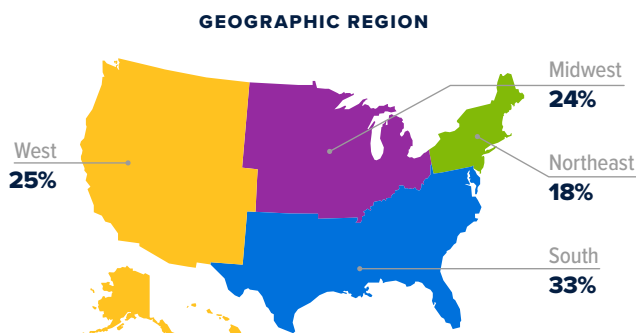 GEOGRAPHIC REGION
Midwest
24%
West
25%
Northeast
18%
South
33%